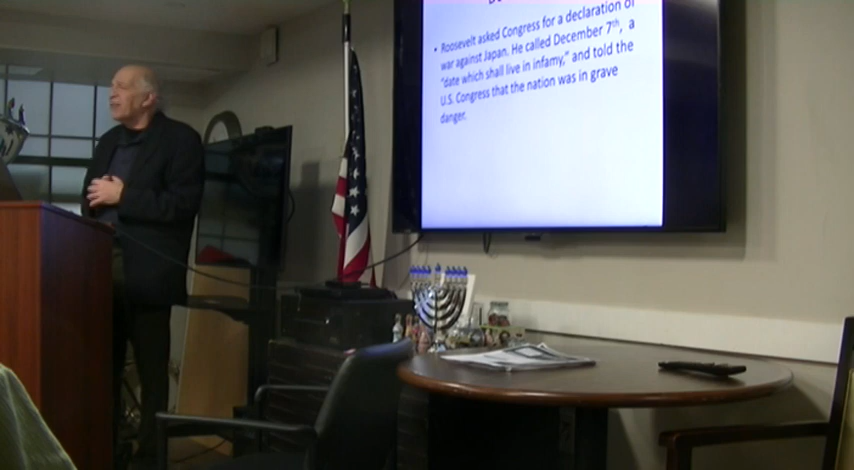 • Roosevelt asked Congress for a declaration of
war against Japan. He called December 7th, a
"date which shall live in infamy," and told the
U.S. Congress that the nation was in grave
danger.